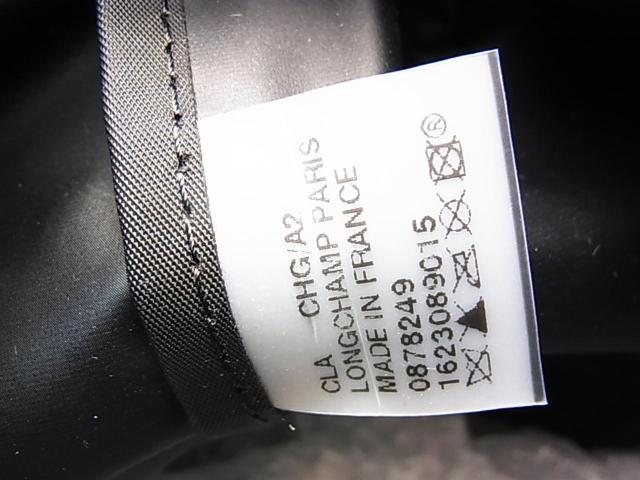 CLA CHG/A2
LONGCHAMP PARIS
MADE IN FRANCE
0878249
1623089015
®